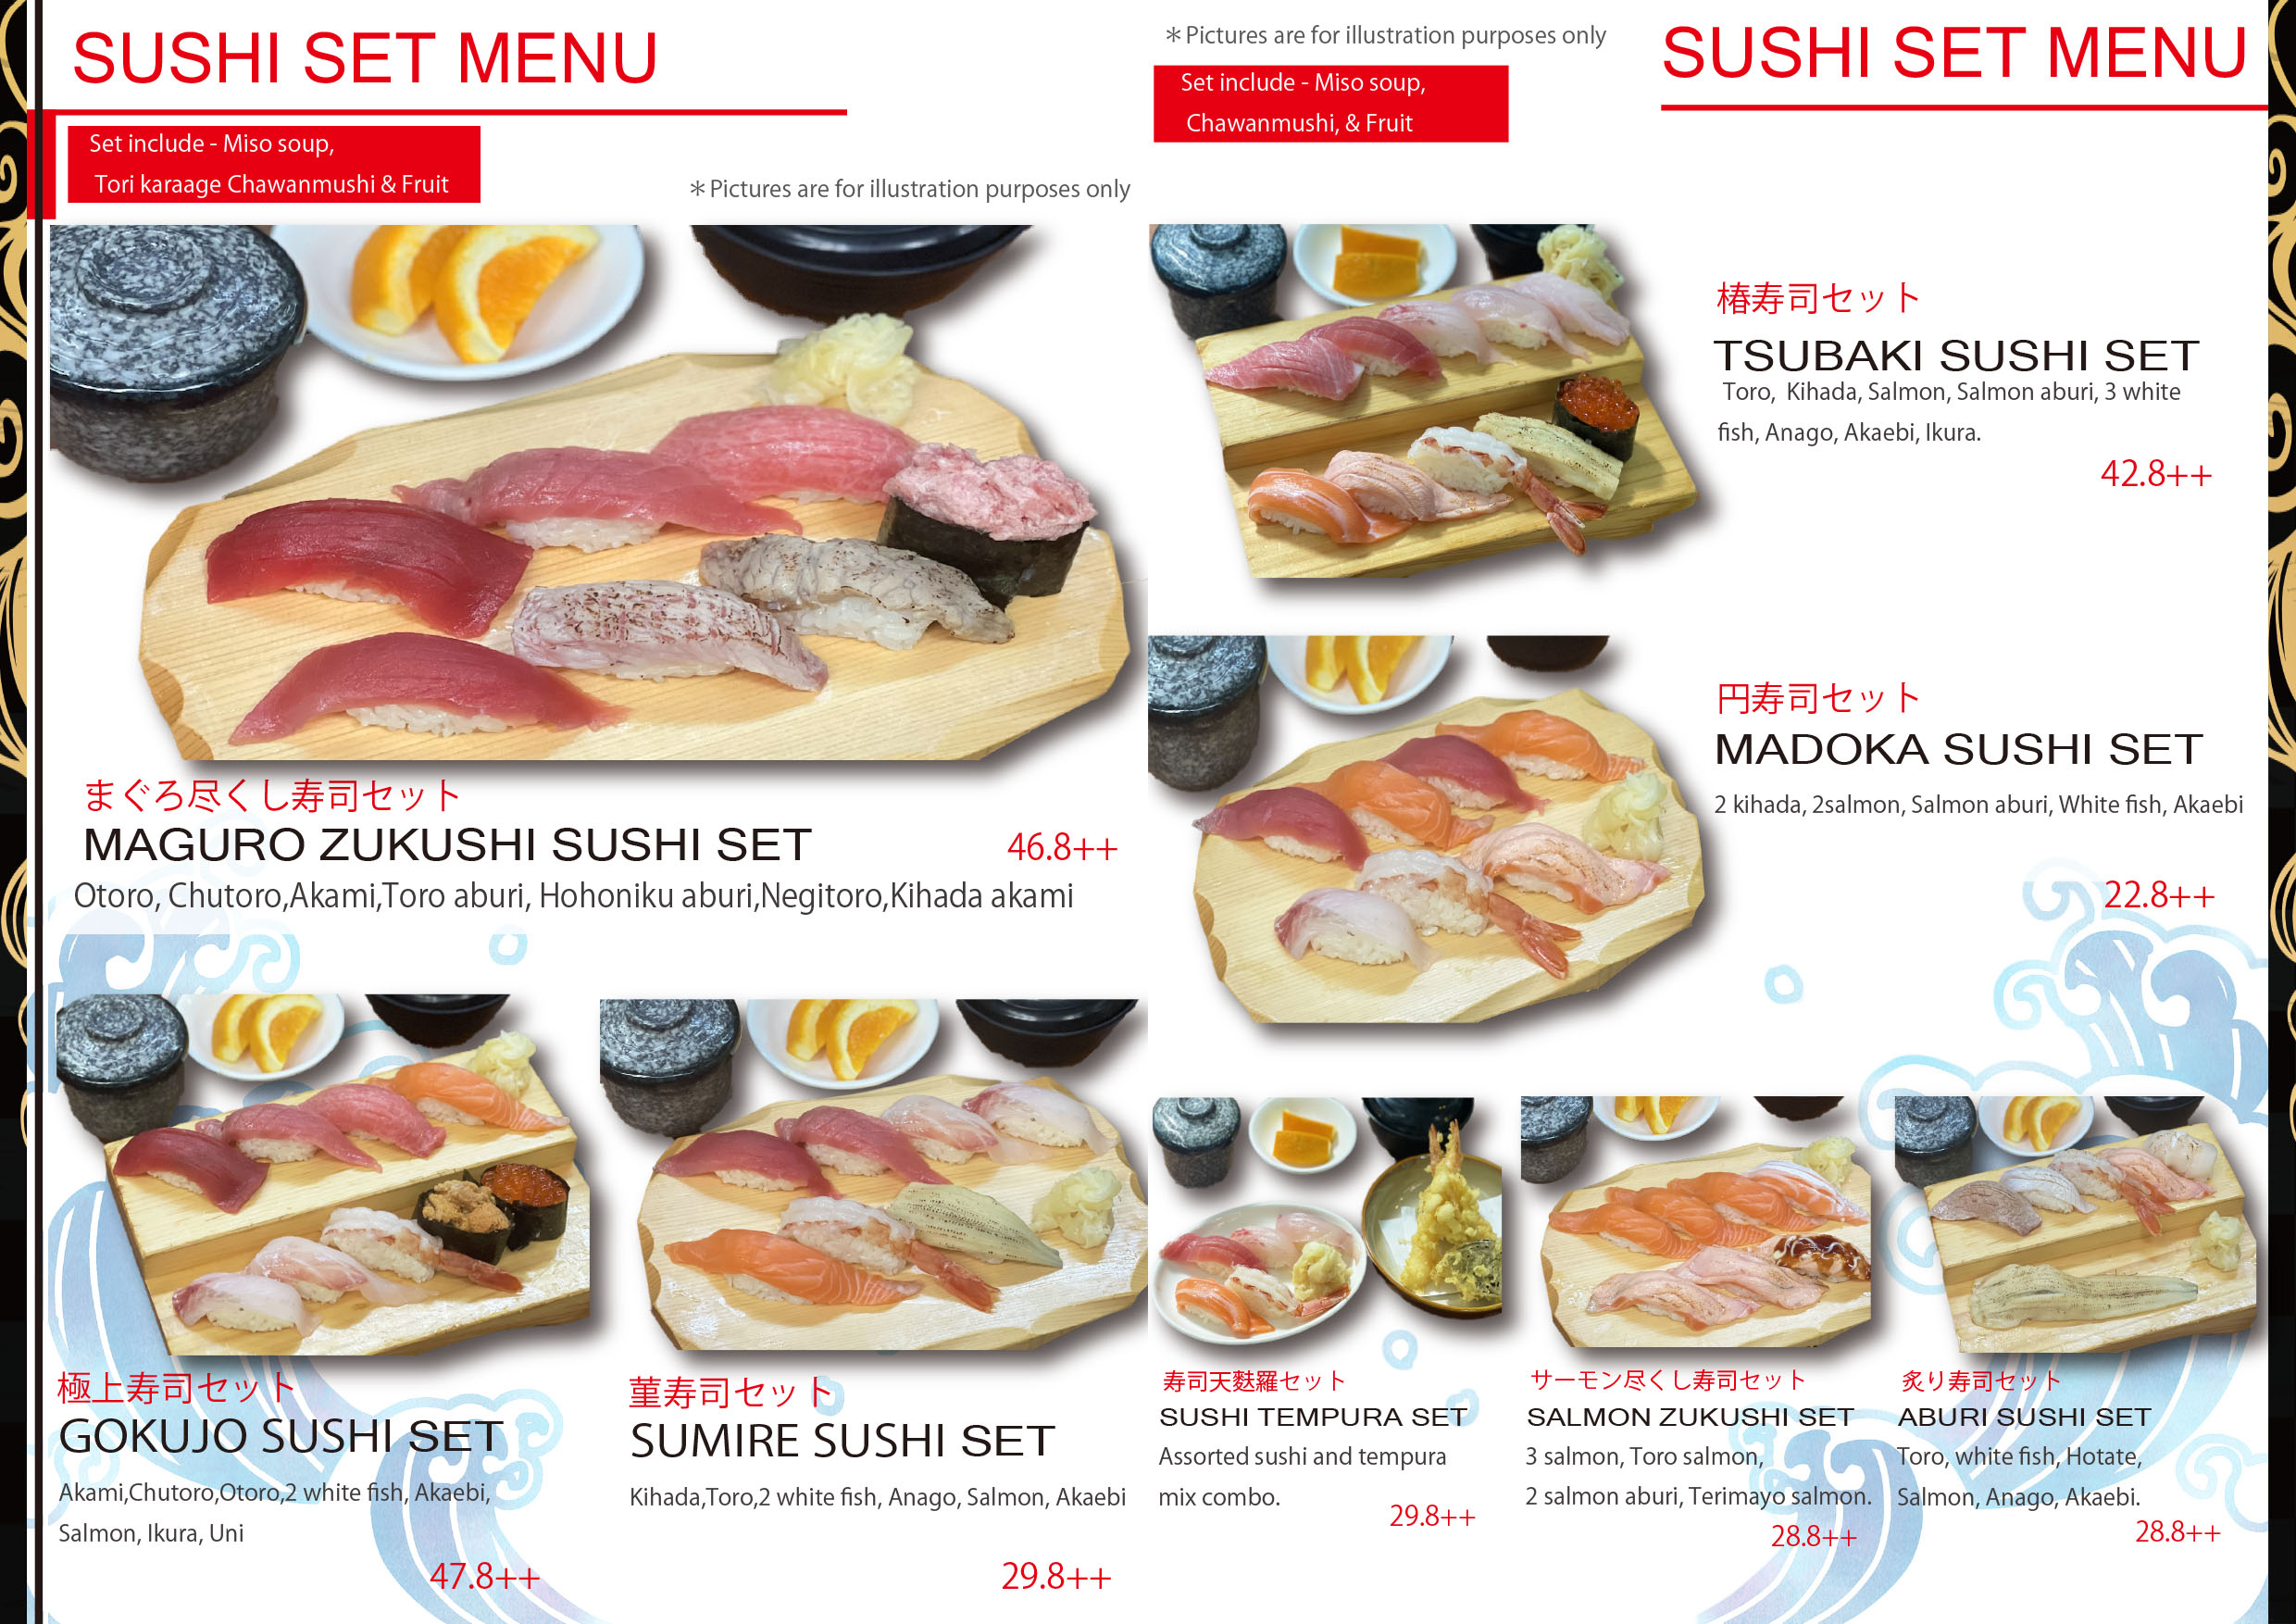 SUSHI SET MENU
Set include - Miso soup,
Tori karaage Chawanmushi & Fruit
＊Pictures are for illustration purposes only
まぐろ尽くし寿司セット
MAGURO ZUKUSHI SUSHI SET
46.8++
Otoro, Chutoro,Akami,Toro aburi, Hohoniku aburi,Negitoro,Kihada akami
極上寿司セット
GOKUJO SUSHI SET
Akami,Chutoro,Otoro,2 white fish, Akaebi,
Salmon, Ikura, Uni
47.8++
菫寿司セット
SUMIRE SUSHI SET
Kihada,Toro,2 white fish, Anago, Salmon, Akaebi
29.8++
＊Pictures are for illustration purposes only
SUSHI SET MENU
Set include - Miso soup,
Chawanmushi, & Fruit
椿寿司セット
TSUBAKI SUSHI SET
Toro, Kihada, Salmon, Salmon aburi, 3 white
fish, Anago, Akaebi, Ikura.
42.8++
円寿司セット
MADOKA SUSHI SET
2 kihada, 2salmon, Salmon aburi, White fish, Akaebi
22.8++
寿司天麩羅セット
SUSHI TEMPURA SET
Assorted sushi and tempura
mix combo.
29.8++
サーモン尽くし寿司セット
SALMON ZUKUSHI SET
3 salmon, Toro salmon,
2 salmon aburi, Terimayo salmon.
28.8++
炙り寿司セット
ABURI SUSHI SET
Toro, white fish, Hotate,
Salmon, Anago, Akaebi.
28.8++